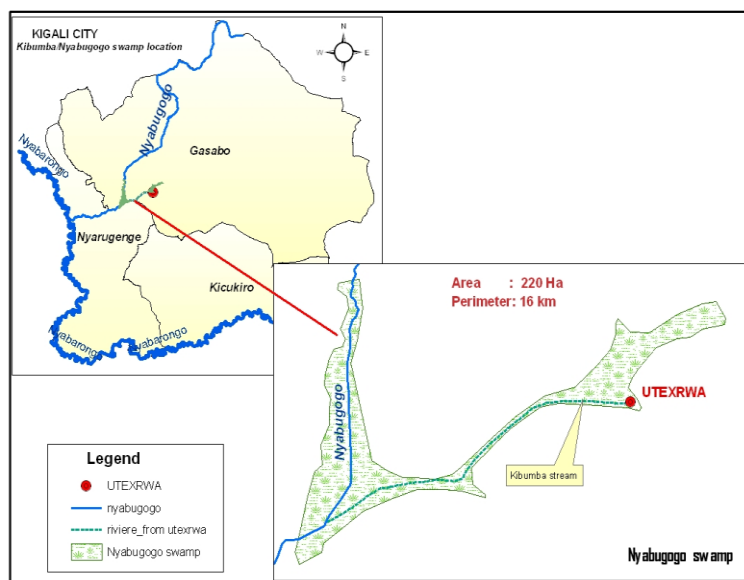 KIGALI CITY
Kibumba/Nyabugogo swamp location
N
W
E
S
Nyabugogo
Gasabo
Nyabarongo
Nyarugenge
Kicukiro
Nyabarongo
Nyabarongo
Nyabarongo
Area : 220 Ha
Perimeter: 16 km
Nyabugogo
UTEXRWA
Kibumba stream
Legend
UTEXRWA
nyabugogo
riviere_from utexrwa
Nyabugogo swamp
Nyabugogo swamp